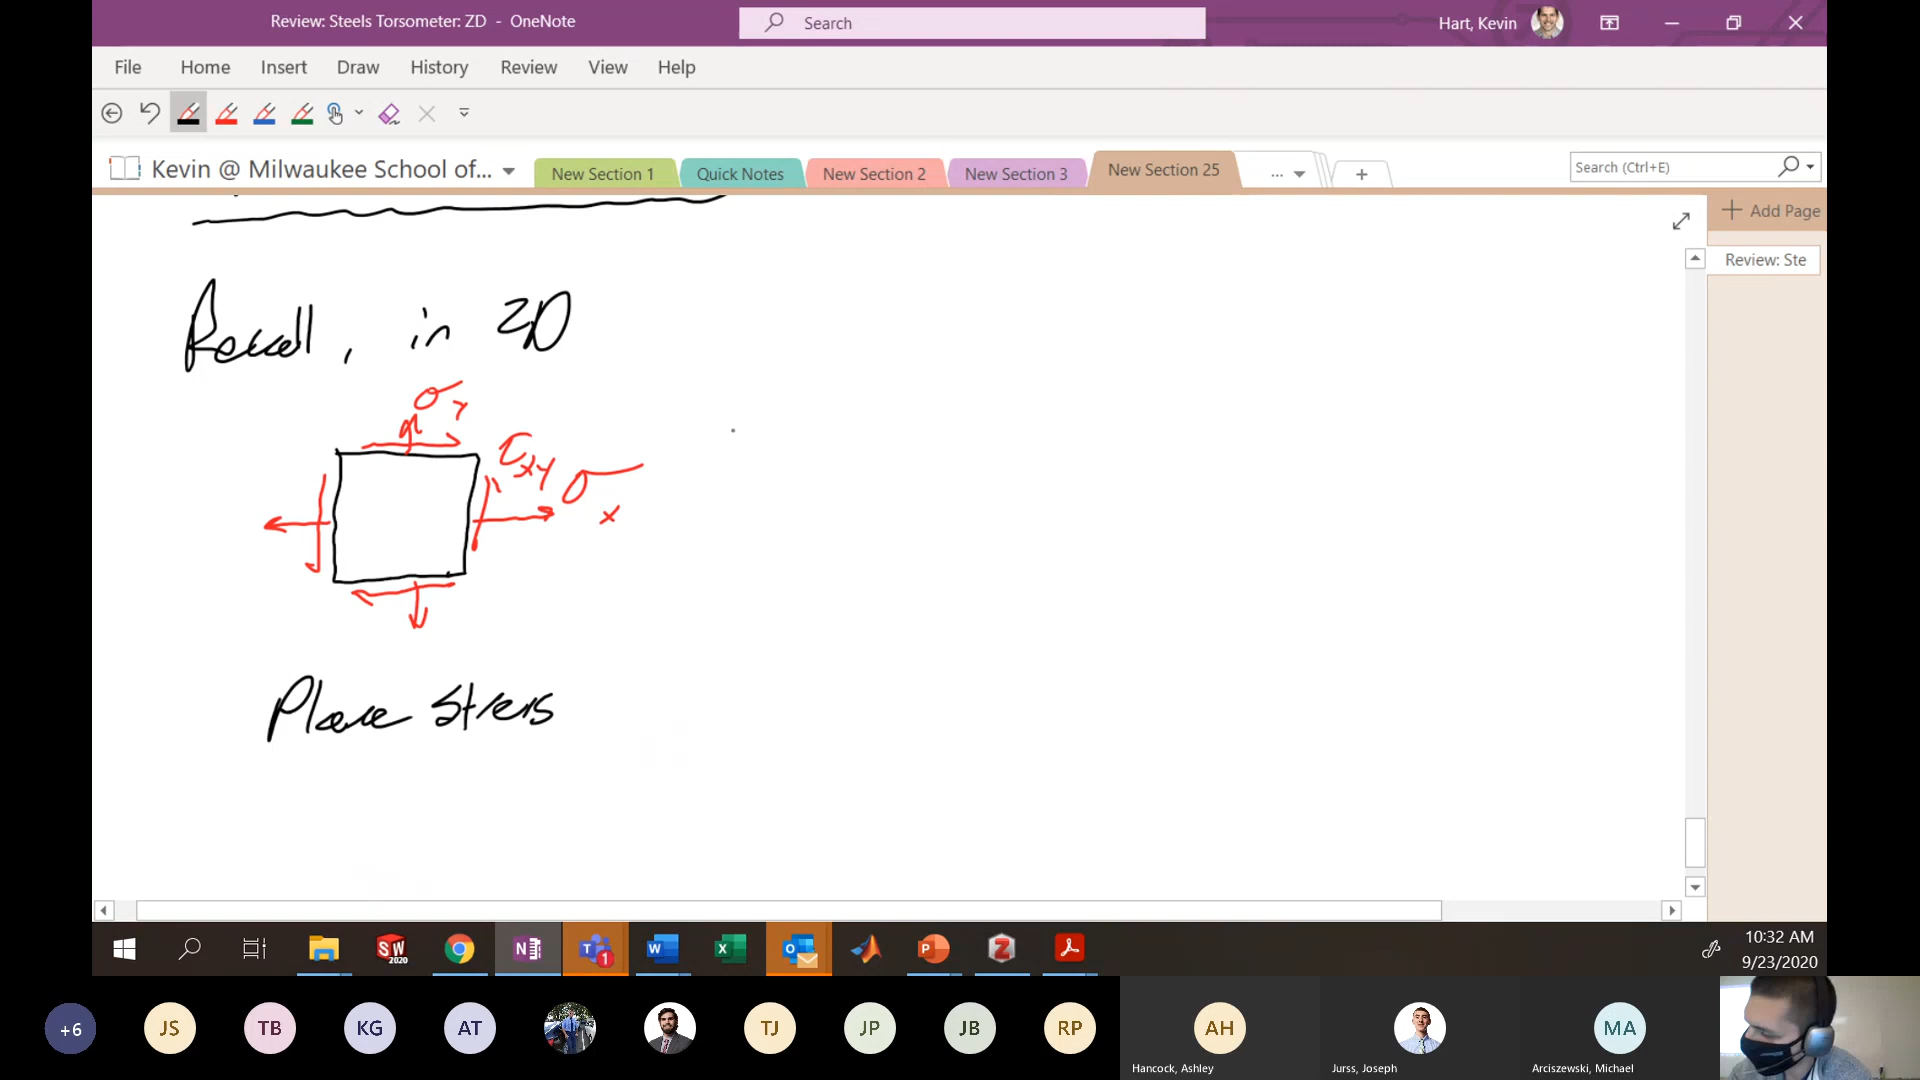 Review: Steels Torsometer: ZD - OneNote
Search
Hart, Kevin
File Home Insert Draw History Review View Help
Kevin @ Milwaukee School of...
New Section 1
Quick Notes
New Section 2
New Section 3
New Section 25
...
Search (Ctrl+E)
Add Page
Review: Ste
Recall, in 2D
σy
τxy
σx
Plane Stress
SW
2020
N
T
1
W
X
O
P
Z
10:32 AM
9/23/2020
+6
JS
TB
KG
AT
TJ
JP
JB
RP
AH
MA
Hancock, Ashley
Jurss, Joseph
Arciszewski, Michael